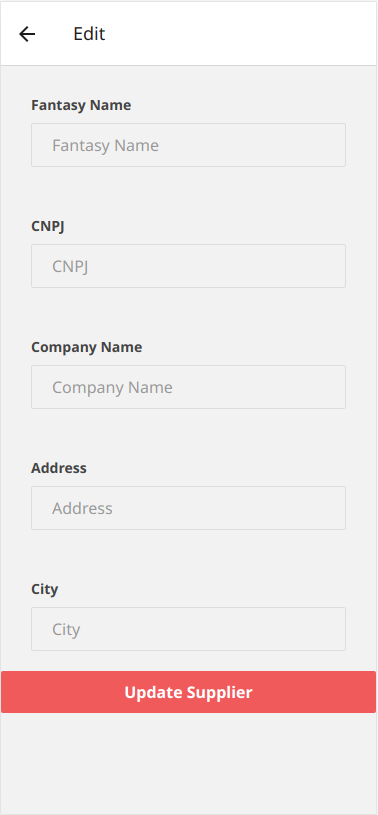 Edit
Fantasy Name
Fantasy Name
CNPJ
CNPJ
Company Name
Company Name
Address
Address
City
City
Update Supplier